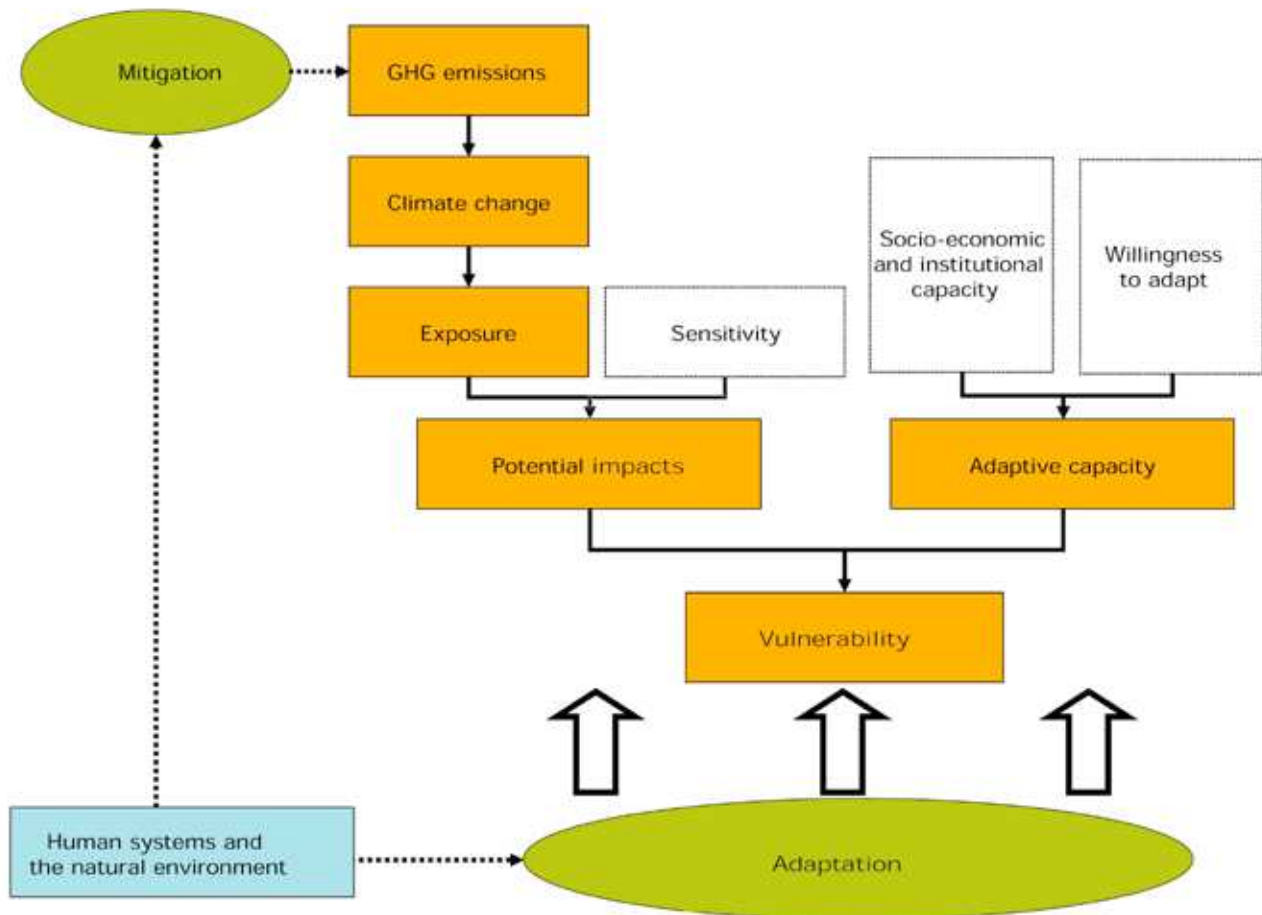 Mitigation
GHG emissions
Climate change
Socio-economic
and institutional
capacity
Willingness
to adapt
Exposure
Sensitivity
Potential impacts
Adaptive capacity
Vulnerability
Human systems and
the natural environment
Adaptation